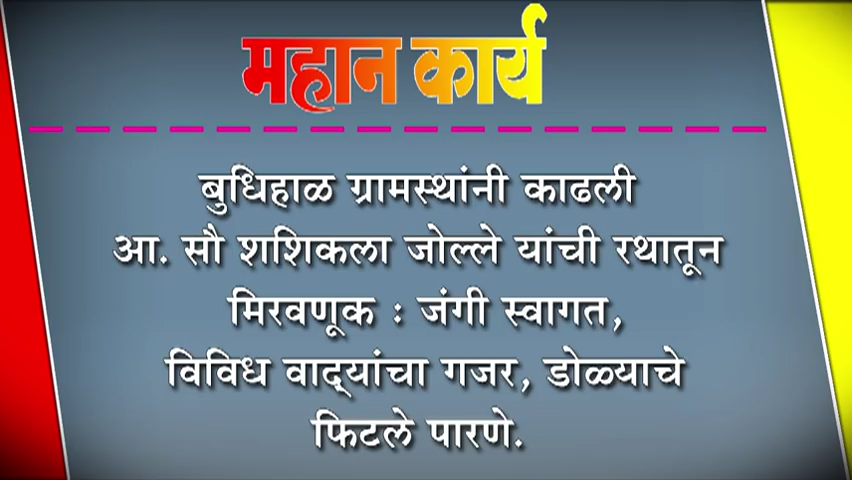 महान कार्य
बुधिहाळ ग्रामस्थांनी काढली
आ. सौ शशिकला जोल्ले यांची रथातून
मिरवणूक : जंगी स्वागत,
विविध वाद्‌यांचा गजर, डोळ्याचे
फिटले पारणे.